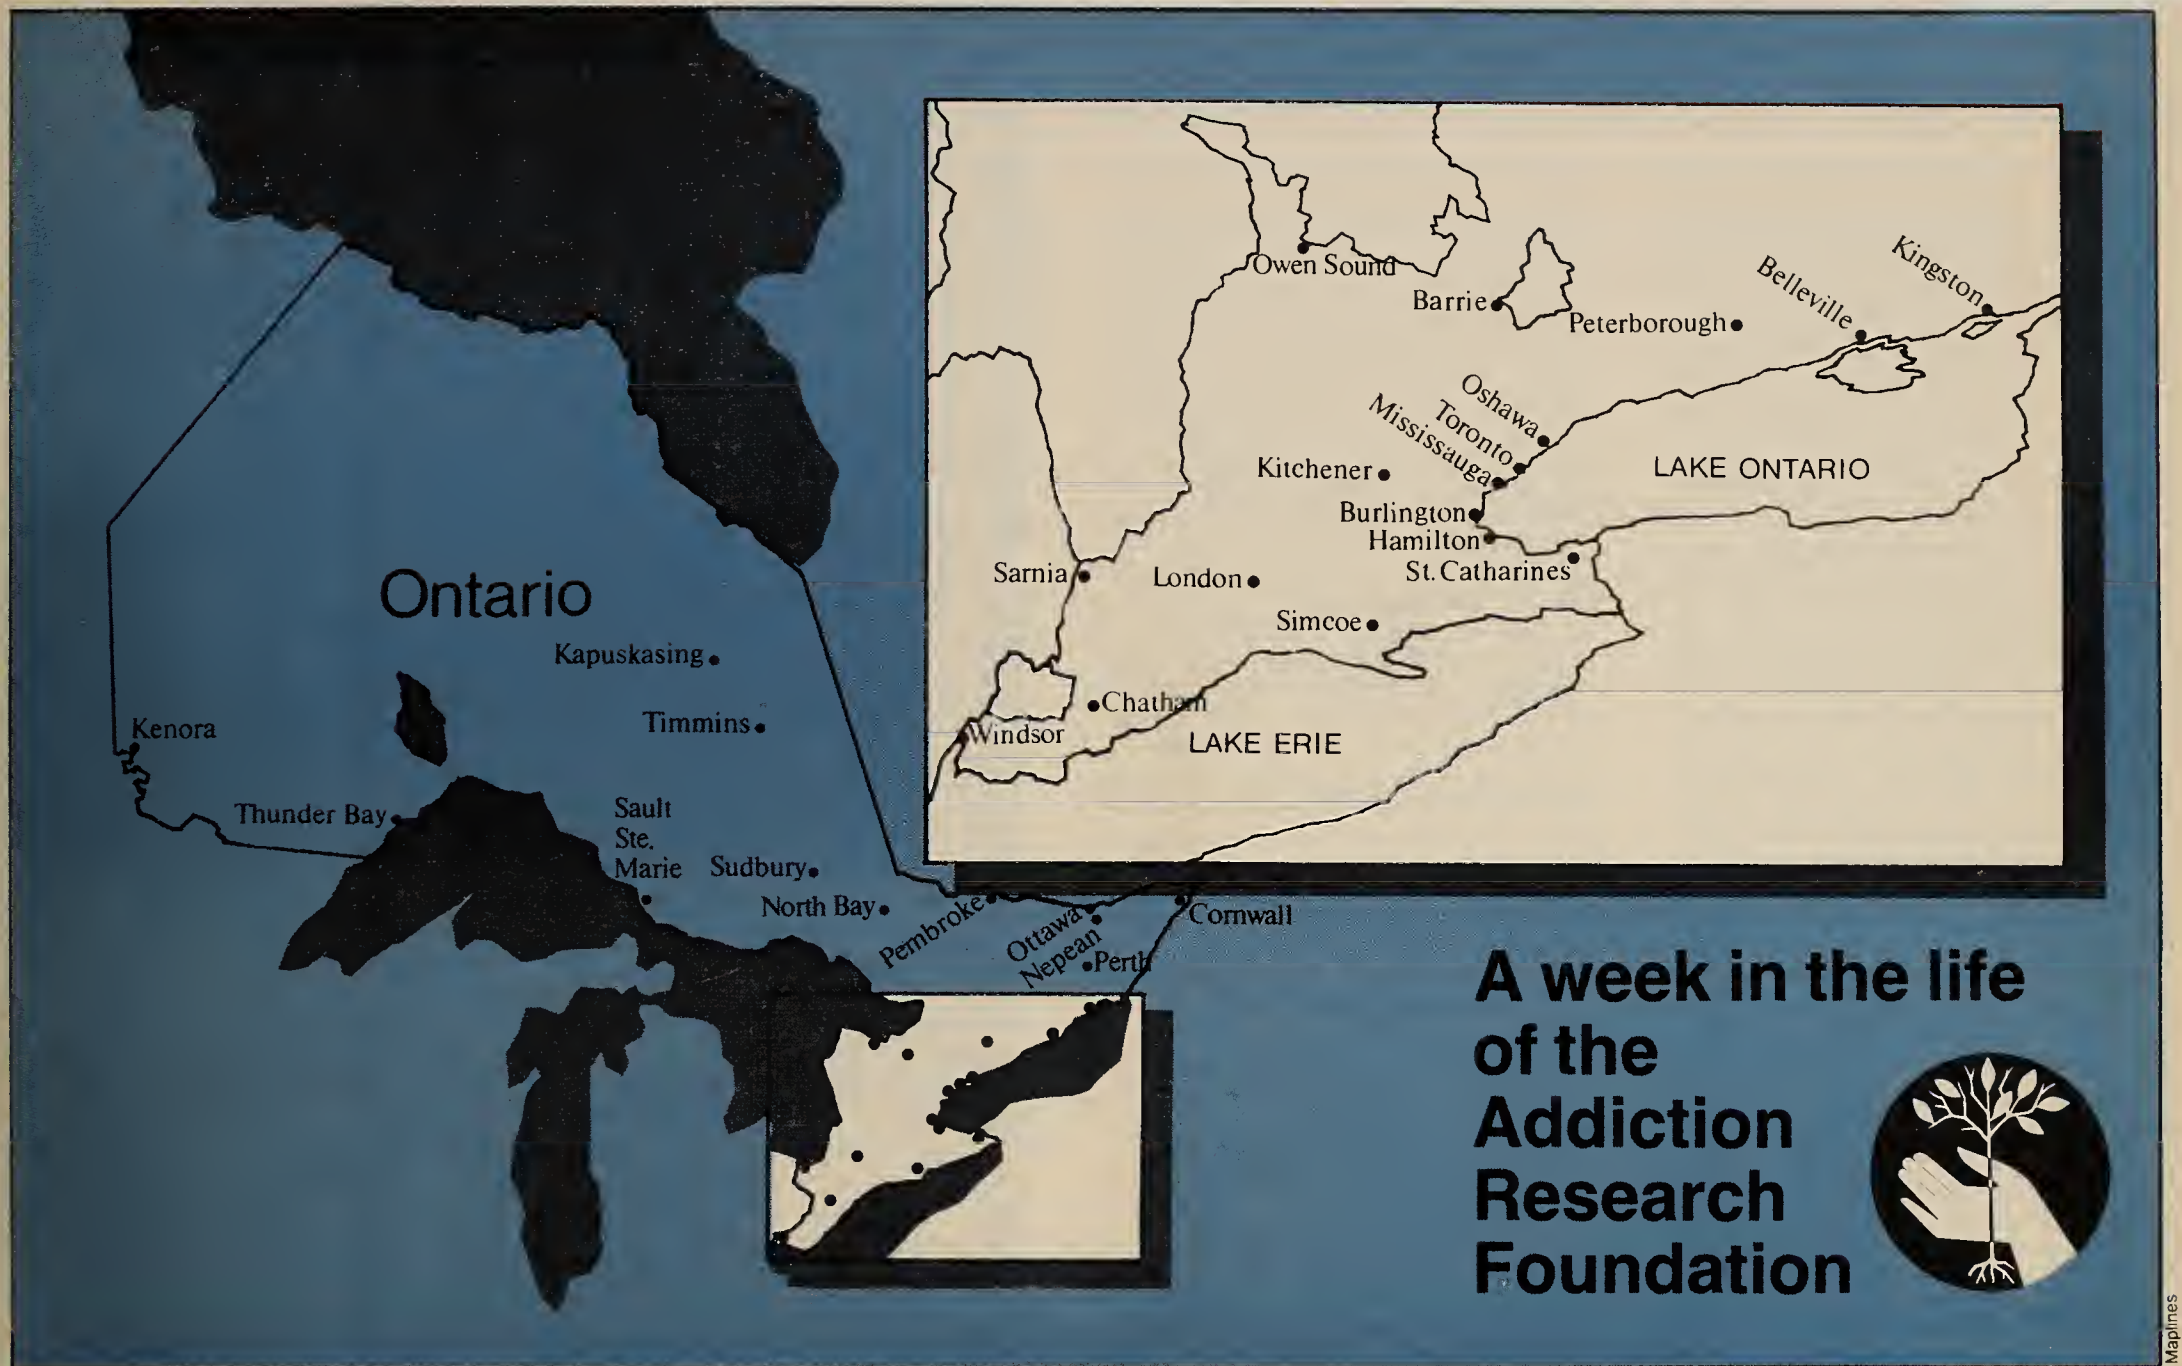 Owen Sound
Barrie
Peterborough
Belleville
Kingston
Oshawa
Toronto
Mississauga
Kitchener
LAKE ONTARIO
Burlington
Hamilton
St. Catharines
Sarnia
London
Simcoe
Chatham
Windsor
LAKE ERIE
Ontario
Kapuskasing
Timmins
Kenora
Thunder Bay
Sault
Ste.
Marie
Sudbury
North Bay
Pembroke
Ottawa
Nepean
Perth
Cornwall
A week in the life
of the
Addiction
Research
Foundation
Maplines